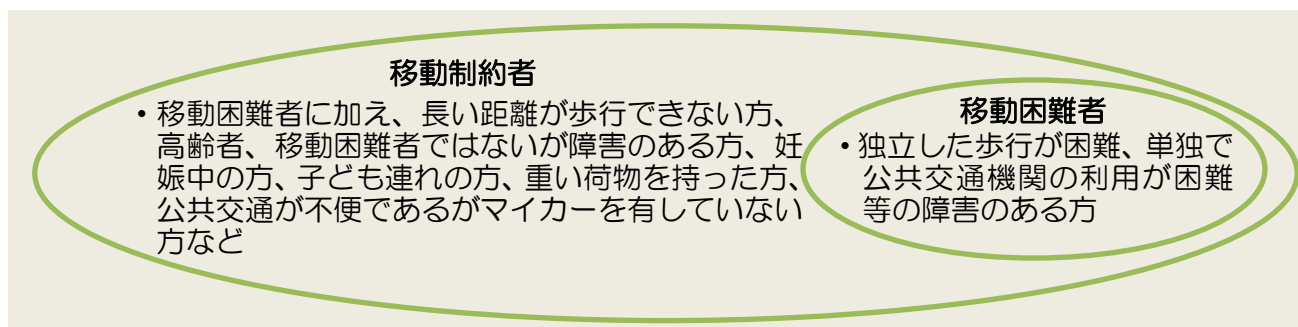 移動制約者
・移動困難者に加え、長い距離が歩行できない方、
高齢者、移動困難者ではないが障害のある方、妊
娠中の方、子ども連れの方、重い荷物を持った方、
公共交通が不便であるがマイカーを有していない
方など
移動困難者
・独立した歩行が困難、単独で
公共交通機関の利用が困難
等の障害のある方